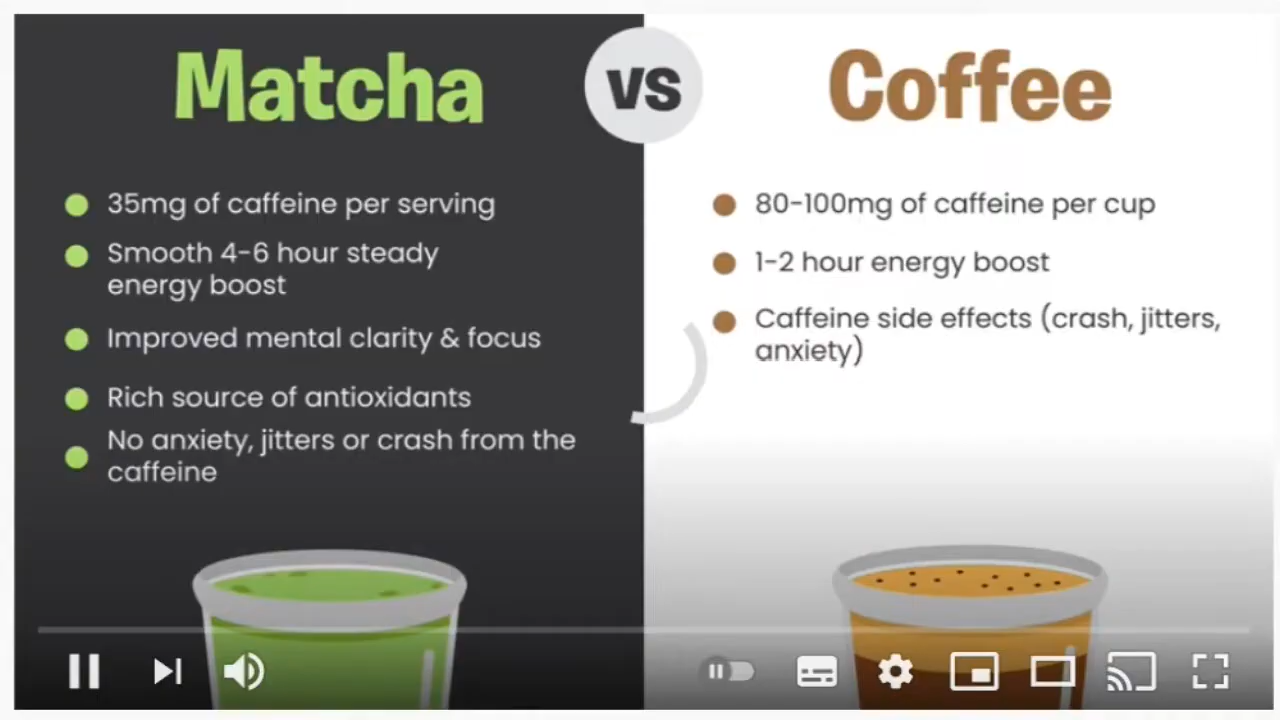 Matcha
VS
Coffee
35mg of caffeine per serving
Smooth 4-6 hour steady
energy boost
Improved mental clarity & focus
Rich source of antioxidants
No anxiety, jitters or crash from the
caffeine
80-100mg of caffeine per cup
1-2 hour energy boost
Caffeine side effects (crash, jitters,
anxiety)